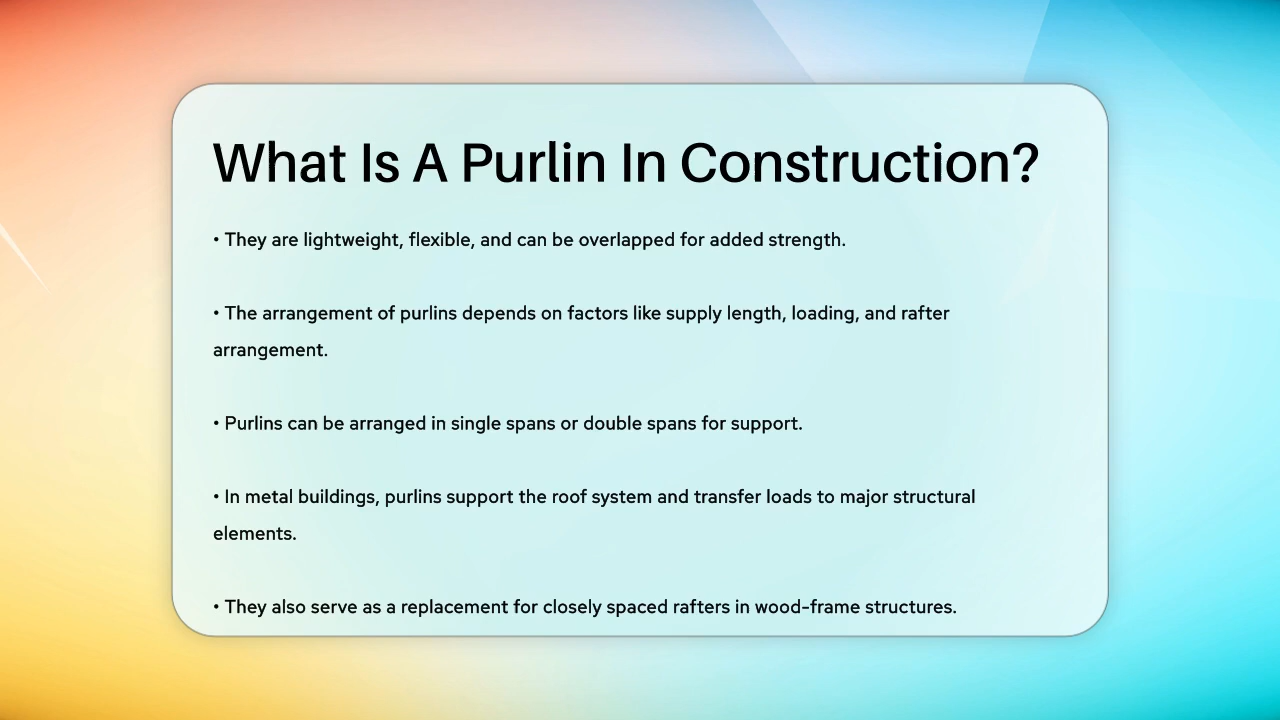 What Is A Purlin In Construction?
• They are lightweight, flexible, and can be overlapped for added strength.
• The arrangement of purlins depends on factors like supply length, loading, and rafter
arrangement.
• Purlins can be arranged in single spans or double spans for support.
• In metal buildings, purlins support the roof system and transfer loads to major structural
elements.
• They also serve as a replacement for closely spaced rafters in wood-frame structures.